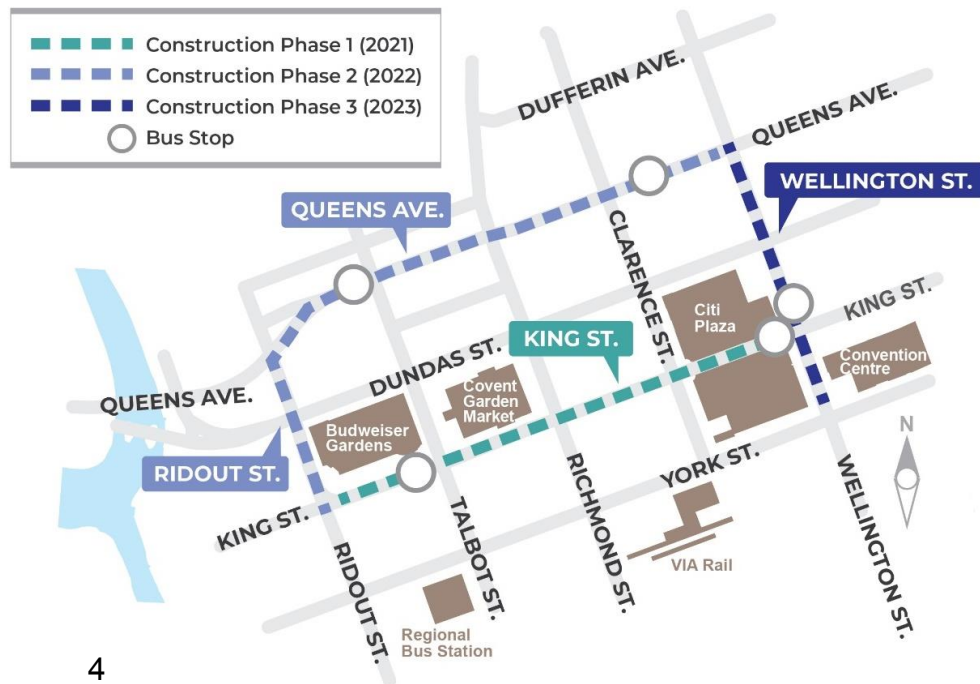 Construction Phase 1 (2021)
Construction Phase 2 (2022)
Construction Phase 3 (2023)
Bus Stop
DUFFERIN AVE.
QUEENS AVE.
WELLINGTON ST.
QUEENS AVE.
CLARENCE ST.
Citi
Plaza
KING ST.
KING ST.
Convention
Centre
DUNDAS ST.
Covent
Garden
Market
QUEENS AVE.
Budweiser
Gardens
RIDOUT ST.
KING ST.
YORK ST.
N
RICHMOND ST.
TALBOT ST.
WELLINGTON ST.
RIDOUT ST.
VIA Rail
Regional
Bus Station
4